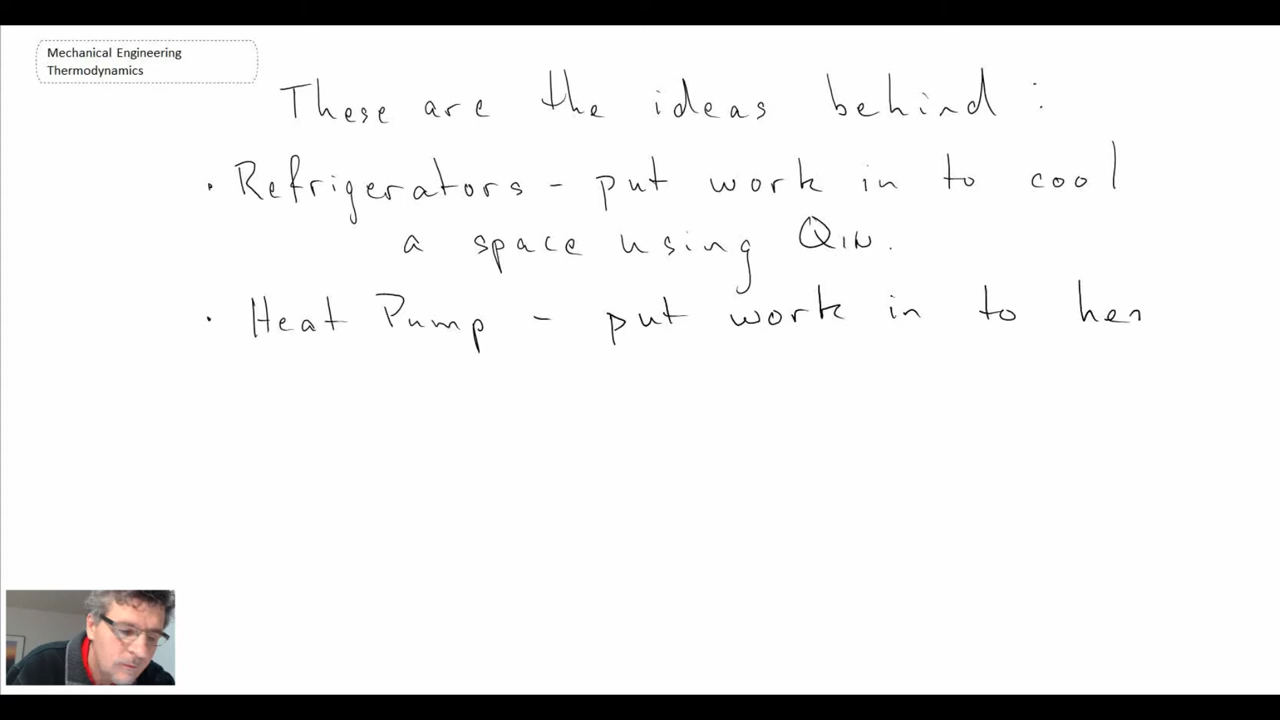 Mechanical Engineering
Thermodynamics
These are the ideas behind:
• Refrigerators - put work in to cool
a space using QIN.
• Heat Pump - put work in to